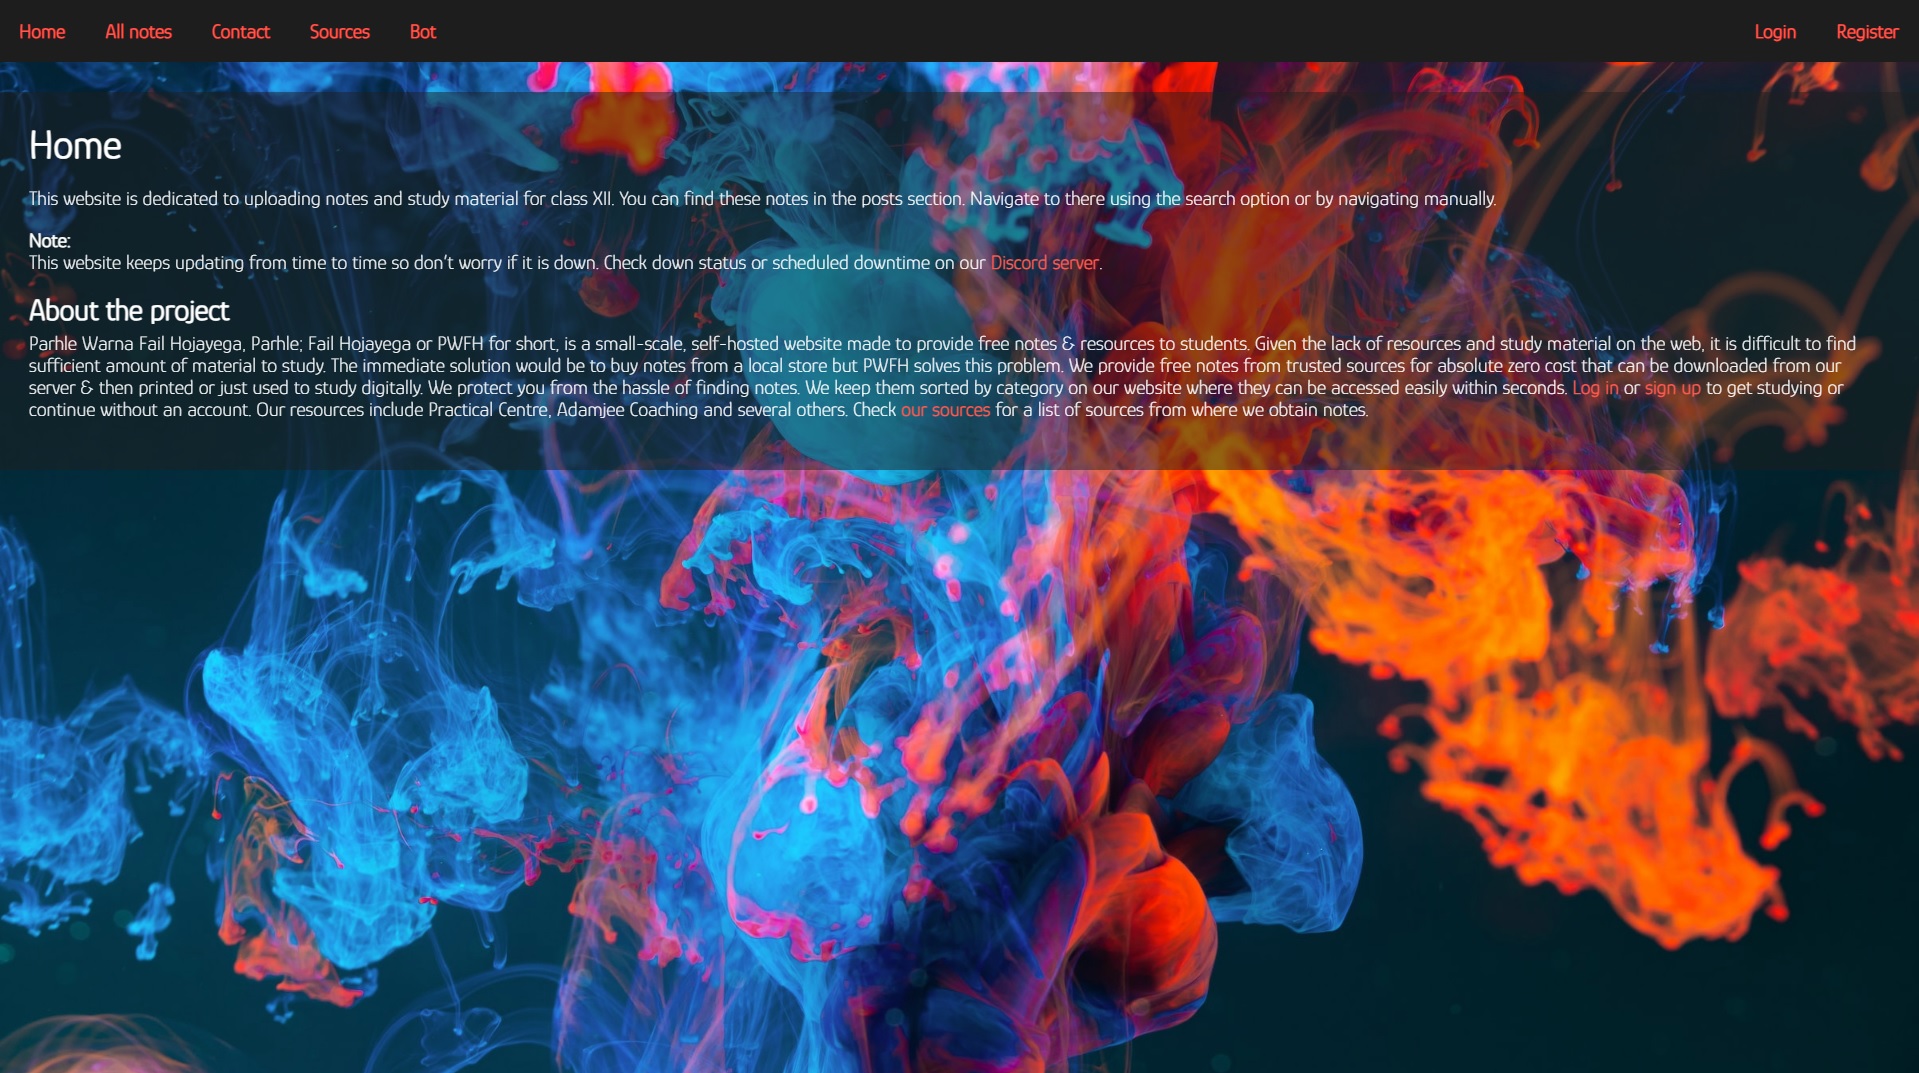 Home All notes Contact Sources Bot Login Register
Home
This website is dedicated to uploading notes and study material for class XII. You can find these notes in the posts section. Navigate to there using the search option or by navigating manually.
Note:
This website keeps updating from time to time so don't worry if it is down. Check down status or scheduled downtime on our Discord server.
About the project
Parhle Warna Fail Hojayega, Parhle; Fail Hojayega or PWFH for short, is a small-scale, self-hosted website made to provide free notes & resources to students. Given the lack of resources and study material on the web, it is difficult to find
sufficient amount of material to study. The immediate solution would be to buy notes from a local store but PWFH solves this problem. We provide free notes from trusted sources for absolute zero cost that can be downloaded from our
server & then printed or just used to study digitally. We protect you from the hassle of finding notes. We keep them sorted by category on our website where they can be accessed easily within seconds. Log in or sign up to get studying or
continue without an account. Our resources include Practical Centre, Adamjee Coaching and several others. Check our sources for a list of sources from where we obtain notes.